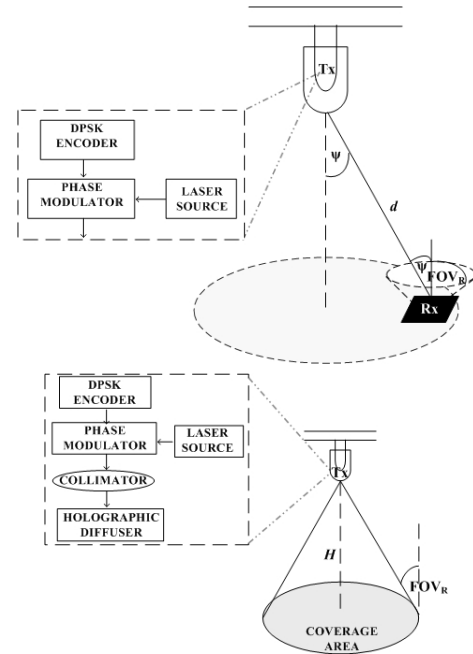 Tx
DPSK
ENCODER
PHASE
MODULATOR
LASER
SOURCE
ψ
d
ψ
FOVR
Rx
DPSK
ENCODER
PHASE
MODULATOR
LASER
SOURCE
COLLIMATOR
HOLOGRAPHIC
DIFFUSER
Tx
H
FOVR
COVERAGE
AREA